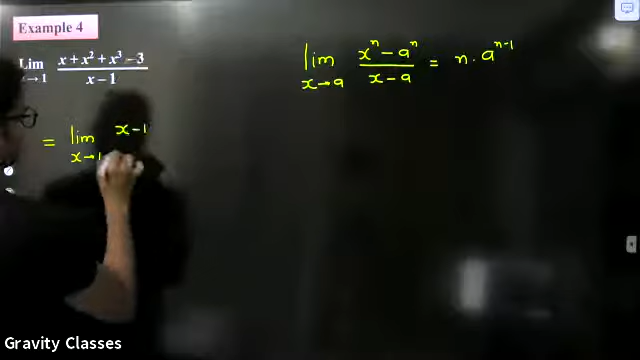 Example 4
Lim x→1 (x + x² + x³ – 3)/(x – 1)
lim x→a (xⁿ – aⁿ)/(x – a) = n · aⁿ⁻¹
= lim x→1 x – 1
Gravity Classes